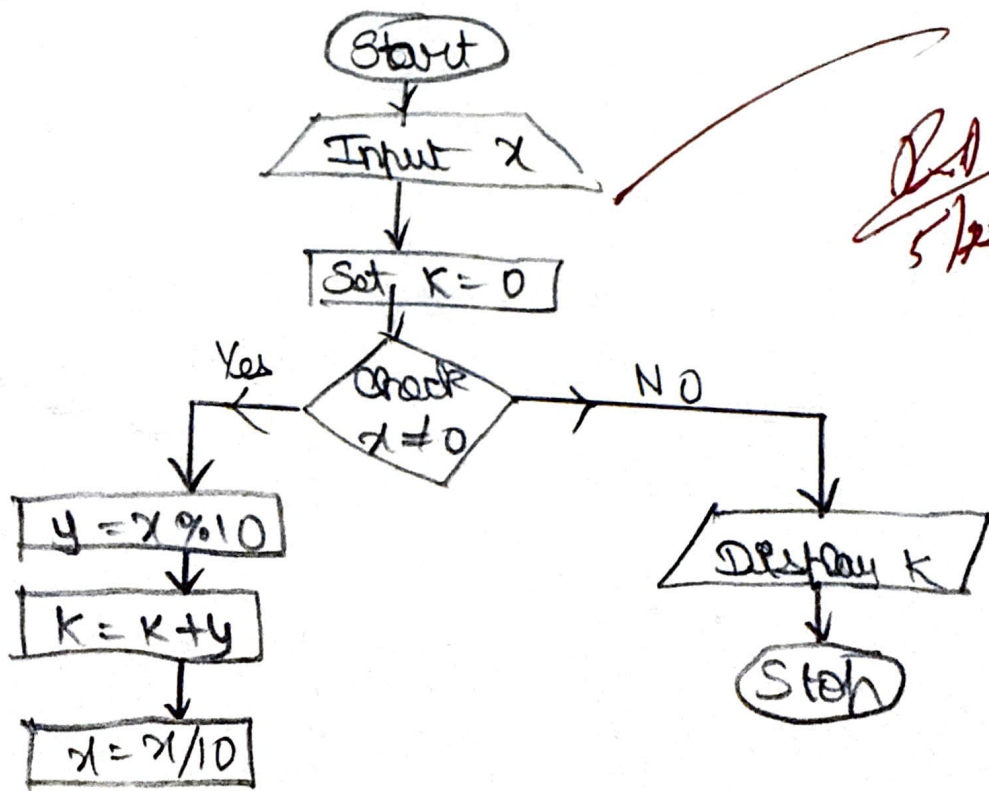 Start
Input x
Set K = 0
Check
x ≠ 0
Yes
NO
y = x % 10
K = K + y
x = x/10
Display K
Stop